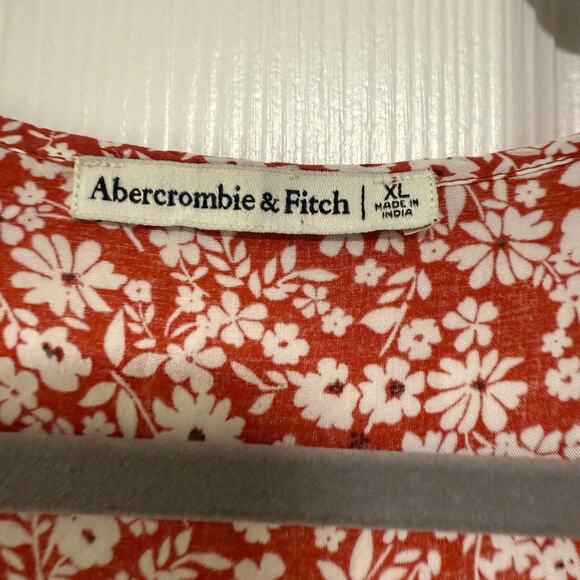 Abercrombie & Fitch | XL
MADE IN
INDIA